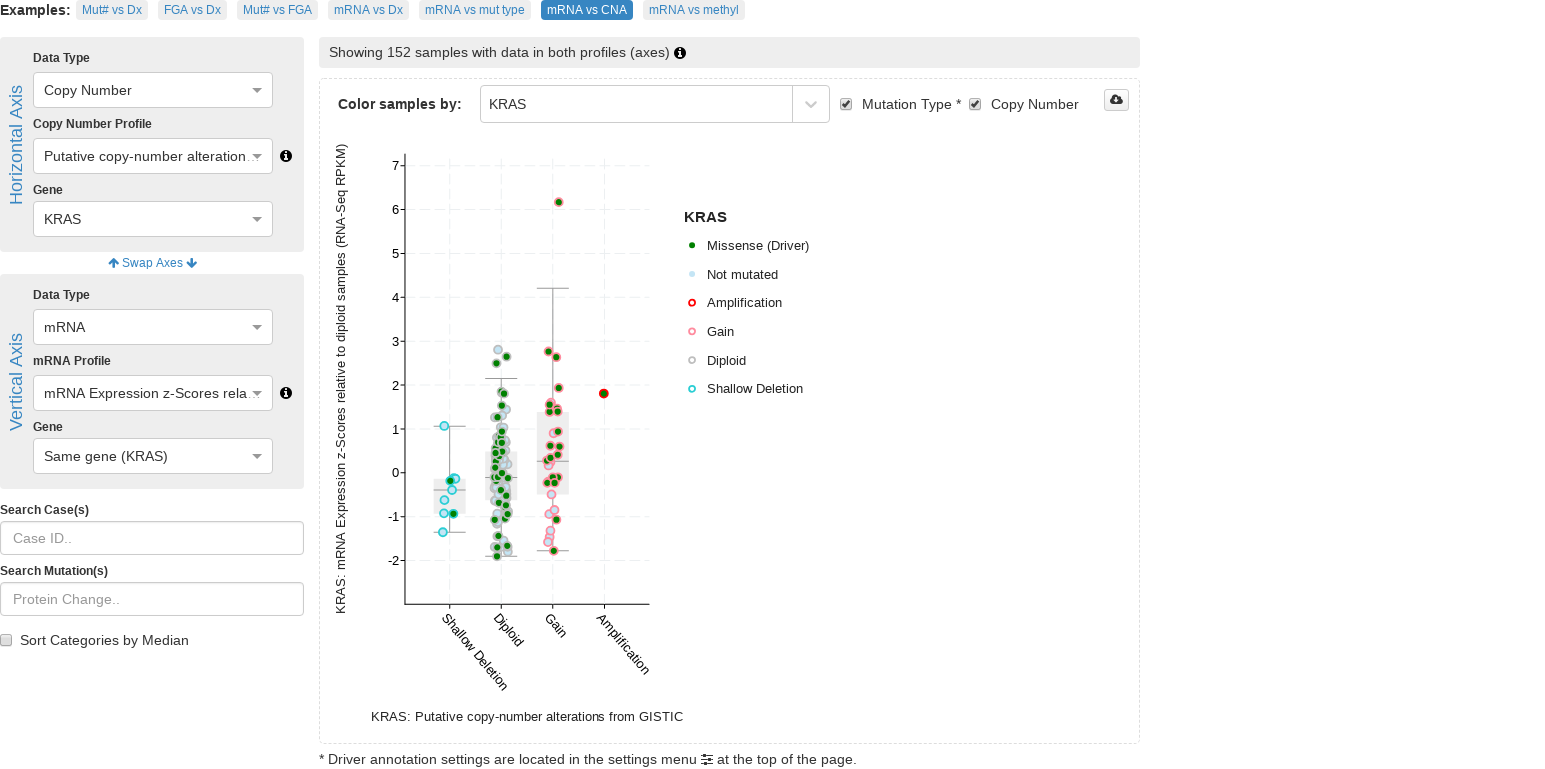 Examples: Mut# vs Dx FGA vs Dx Mut# vs FGA mRNA vs Dx mRNA vs mut type mRNA vs CNA mRNA vs methyl
Horizontal Axis
Data Type
Copy Number
Copy Number Profile
Putative copy-number alteration…
Gene
KRAS
Swap Axes
Vertical Axis
Data Type
mRNA
mRNA Profile
mRNA Expression z-Scores rela…
Gene
Same gene (KRAS)
Search Case(s)
Case ID..
Search Mutation(s)
Protein Change..
Sort Categories by Median
Showing 152 samples with data in both profiles (axes)
Color samples by: KRAS Mutation Type * Copy Number
KRAS: mRNA Expression z-Scores relative to diploid samples (RNA-Seq RPKM)
7
6
5
4
3
2
1
0
-1
-2
Shallow Deletion
Diploid
Gain
Amplification
KRAS: Putative copy-number alterations from GISTIC
KRAS
Missense (Driver)
Not mutated
Amplification
Gain
Diploid
Shallow Deletion
* Driver annotation settings are located in the settings menu at the top of the page.